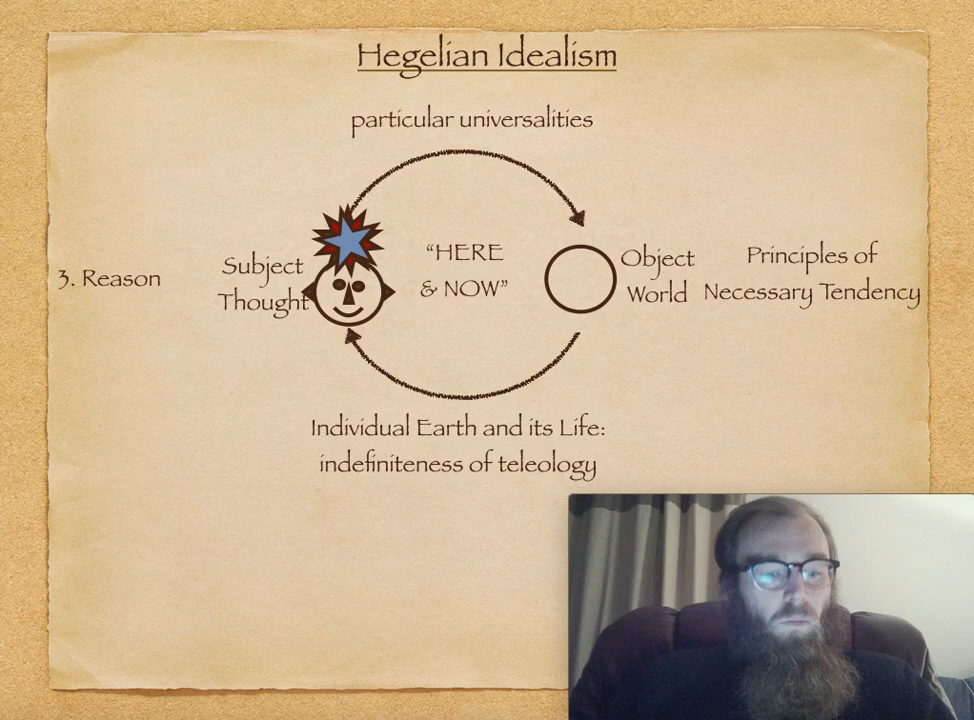 Hegelian Idealism
particular universalities
3. Reason
Subject
Thought
“HERE
& NOW”
Object
World
Principles of
Necessary Tendency
Individual Earth and its Life:
indefiniteness of teleology